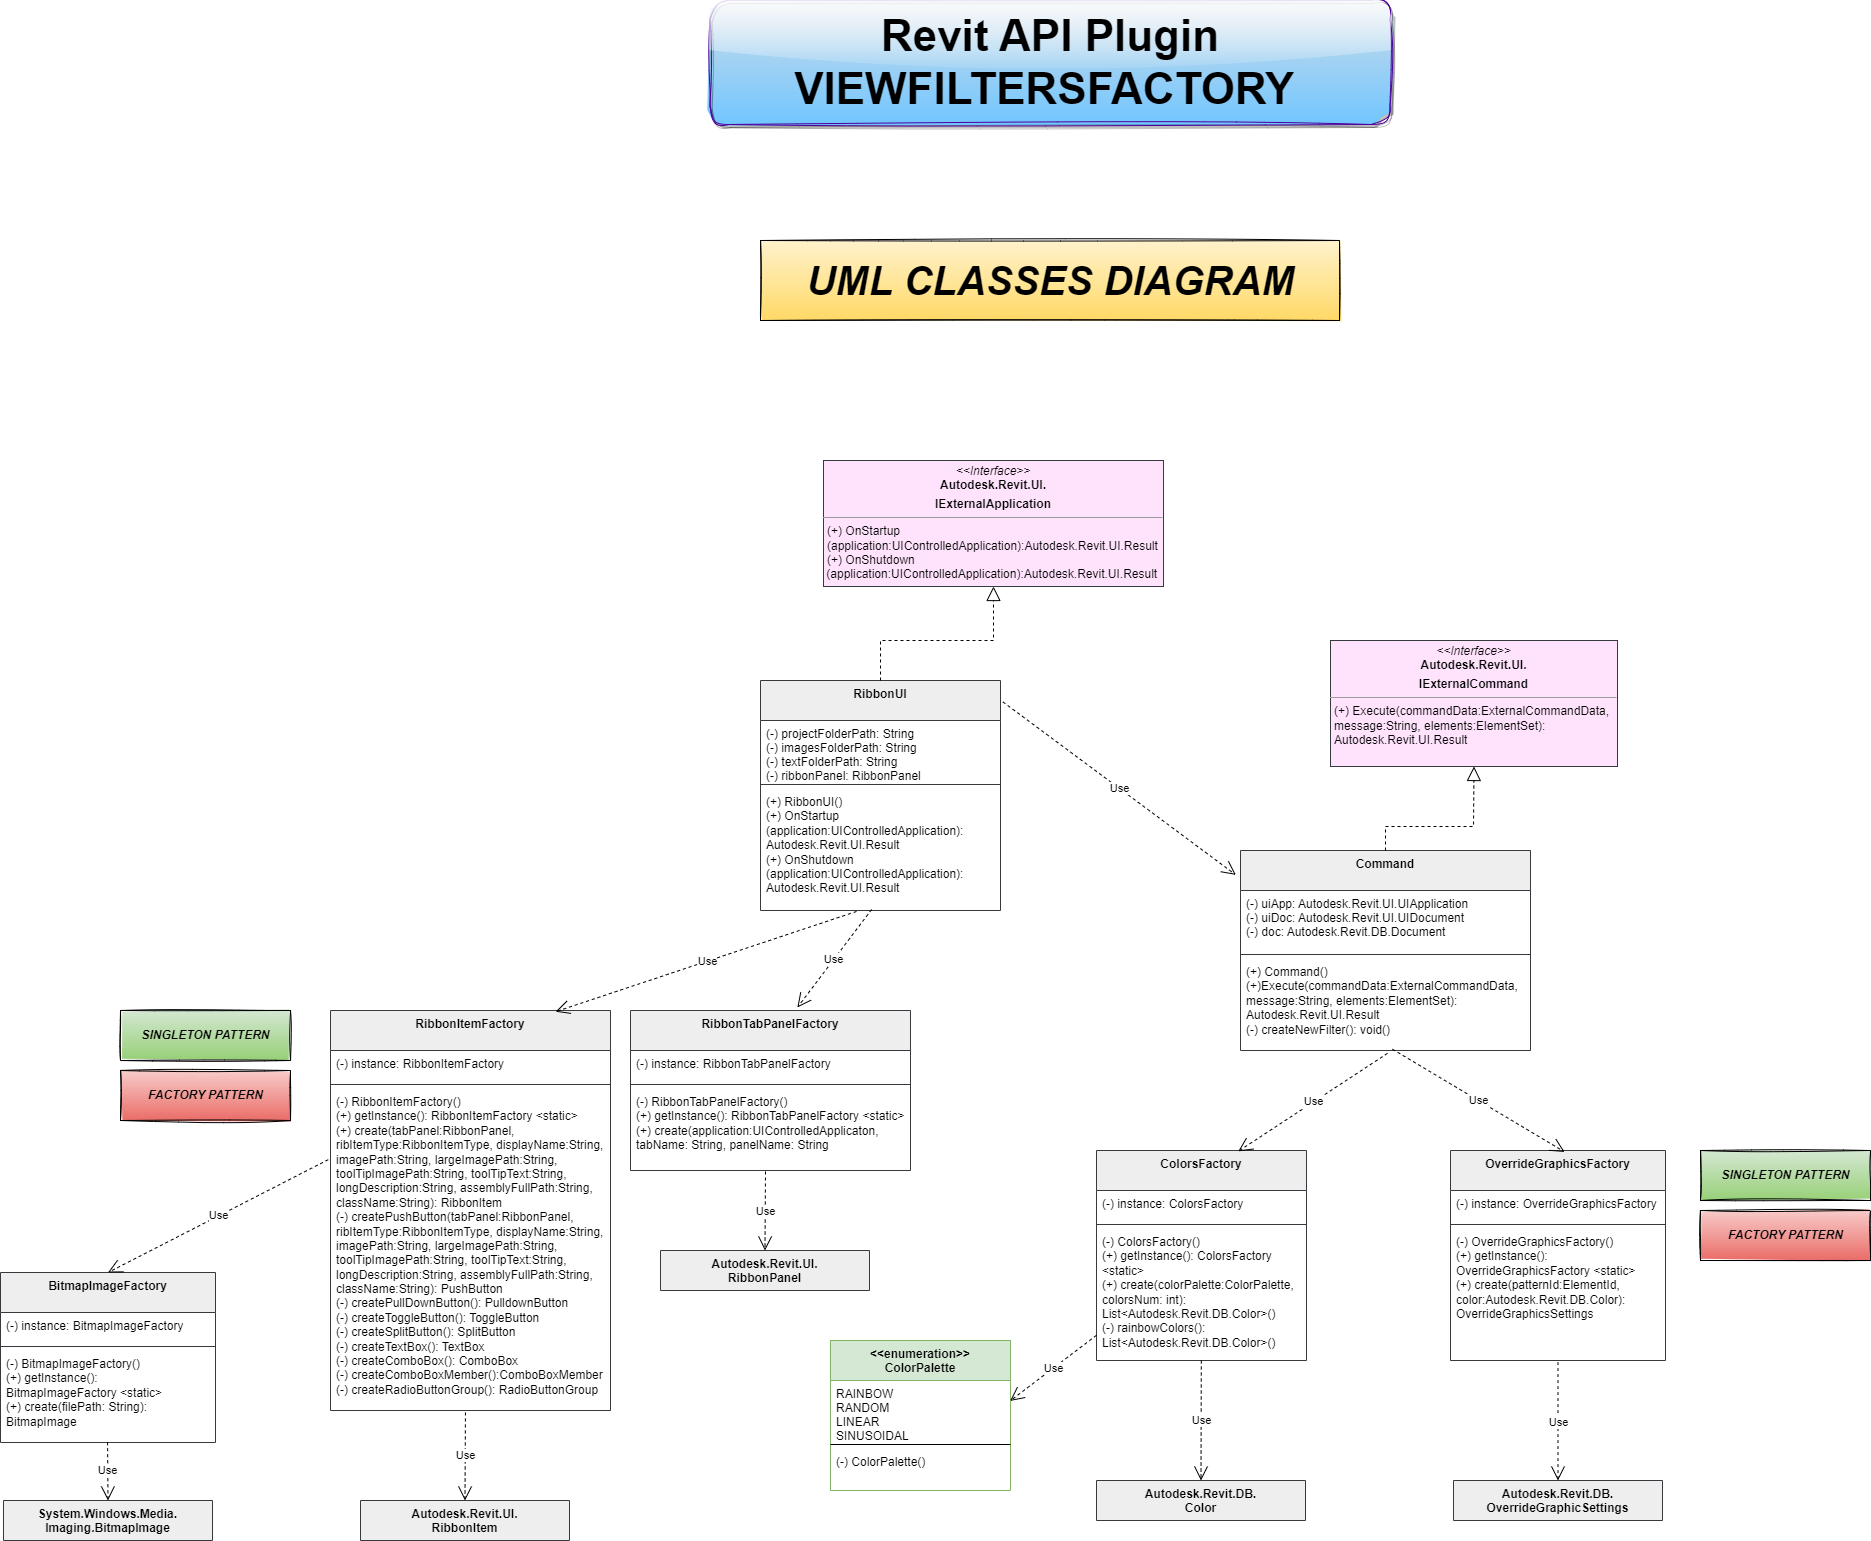 Revit API Plugin
VIEWFILTERSFACTORY
UML CLASSES DIAGRAM
<<Interface>>
Autodesk.Revit.UI.
IExternalApplication
(+) OnStartup
(application:UIControlledApplication):Autodesk.Revit.UI.Result
(+) OnShutdown
(application:UIControlledApplication):Autodesk.Revit.UI.Result
<<Interface>>
Autodesk.Revit.UI.
IExternalCommand
(+) Execute(commandData:ExternalCommandData,
message:String, elements:ElementSet):
Autodesk.Revit.UI.Result
RibbonUI
(-) projectFolderPath: String
(-) imagesFolderPath: String
(-) textFolderPath: String
(-) ribbonPanel: RibbonPanel
(+) RibbonUI()
(+) OnStartup
(application:UIControlledApplication):
Autodesk.Revit.UI.Result
(+) OnShutdown
(application:UIControlledApplication):
Autodesk.Revit.UI.Result
Use
Command
(-) uiApp: Autodesk.Revit.UI.UIApplication
(-) uiDoc: Autodesk.Revit.UI.UIDocument
(-) doc: Autodesk.Revit.DB.Document
(+) Command()
(+)Execute(commandData:ExternalCommandData,
message:String, elements:ElementSet):
Autodesk.Revit.UI.Result
(-) createNewFilter(): void()
Use
Use
SINGLETON PATTERN
FACTORY PATTERN
RibbonItemFactory
(-) instance: RibbonItemFactory
(-) RibbonItemFactory()
(+) getInstance(): RibbonItemFactory <static>
(+) create(tabPanel:RibbonPanel,
ribItemType:RibbonItemType, displayName:String,
imagePath:String, largeImagePath:String,
toolTipImagePath:String, toolTipText:String,
longDescription:String, assemblyFullPath:String,
className:String): RibbonItem
(-) createPushButton(tabPanel:RibbonPanel,
ribItemType:RibbonItemType, displayName:String,
imagePath:String, largeImagePath:String,
toolTipImagePath:String, toolTipText:String,
longDescription:String, assemblyFullPath:String,
className:String): PushButton
(-) createPullDownButton(): PulldownButton
(-) createToggleButton(): ToggleButton
(-) createSplitButton(): SplitButton
(-) createTextBox(): TextBox
(-) createComboBox(): ComboBox
(-) createComboBoxMember():ComboBoxMember
(-) createRadioButtonGroup(): RadioButtonGroup
RibbonTabPanelFactory
(-) instance: RibbonTabPanelFactory
(-) RibbonTabPanelFactory()
(+) getInstance(): RibbonTabPanelFactory <static>
(+) create(application:UIControlledApplicaton,
tabName: String, panelName: String
Use
Autodesk.Revit.UI.
RibbonPanel
Use
Use
ColorsFactory
(-) instance: ColorsFactory
(-) ColorsFactory()
(+) getInstance(): ColorsFactory
<static>
(+) create(colorPalette:ColorPalette,
colorsNum: int):
List<Autodesk.Revit.DB.Color>()
(-) rainbowColors():
List<Autodesk.Revit.DB.Color>()
OverrideGraphicsFactory
(-) instance: OverrideGraphicsFactory
(-) OverrideGraphicsFactory()
(+) getInstance():
OverrideGraphicsFactory <static>
(+) create(patternId:ElementId,
color:Autodesk.Revit.DB.Color):
OverrideGraphicsSettings
SINGLETON PATTERN
FACTORY PATTERN
Use
BitmapImageFactory
(-) instance: BitmapImageFactory
(-) BitmapImageFactory()
(+) getInstance():
BitmapImageFactory <static>
(+) create(filePath: String):
BitmapImage
Use
<<enumeration>>
ColorPalette
RAINBOW
RANDOM
LINEAR
SINUSOIDAL
(-) ColorPalette()
Use
Use
Use
Use
System.Windows.Media.
Imaging.BitmapImage
Autodesk.Revit.UI.
RibbonItem
Autodesk.Revit.DB.
Color
Autodesk.Revit.DB.
OverrideGraphicSettings